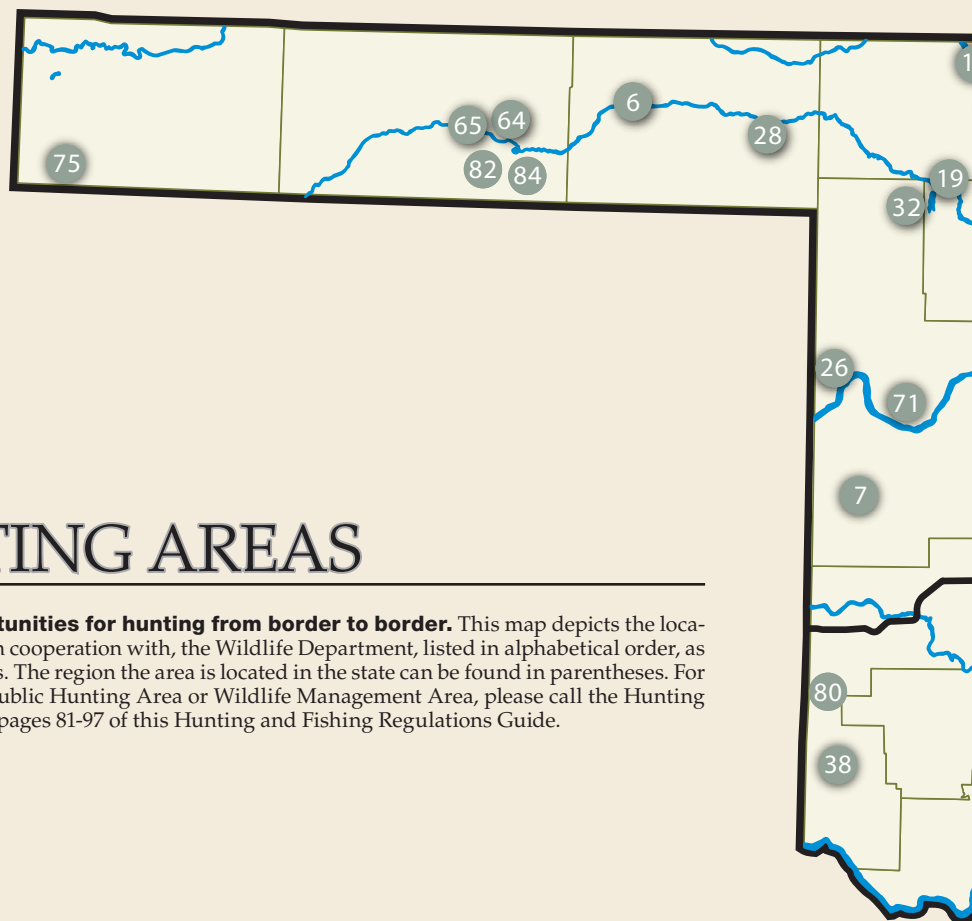 1
6
65 64
28
75
82 84
19
32
26
71
7
TING AREAS
tunities for hunting from border to border. This map depicts the loca-
n cooperation with, the Wildlife Department, listed in alphabetical order, as
s. The region the area is located in the state can be found in parentheses. For
ublic Hunting Area or Wildlife Management Area, please call the Hunting
pages 81-97 of this Hunting and Fishing Regulations Guide.
80
38